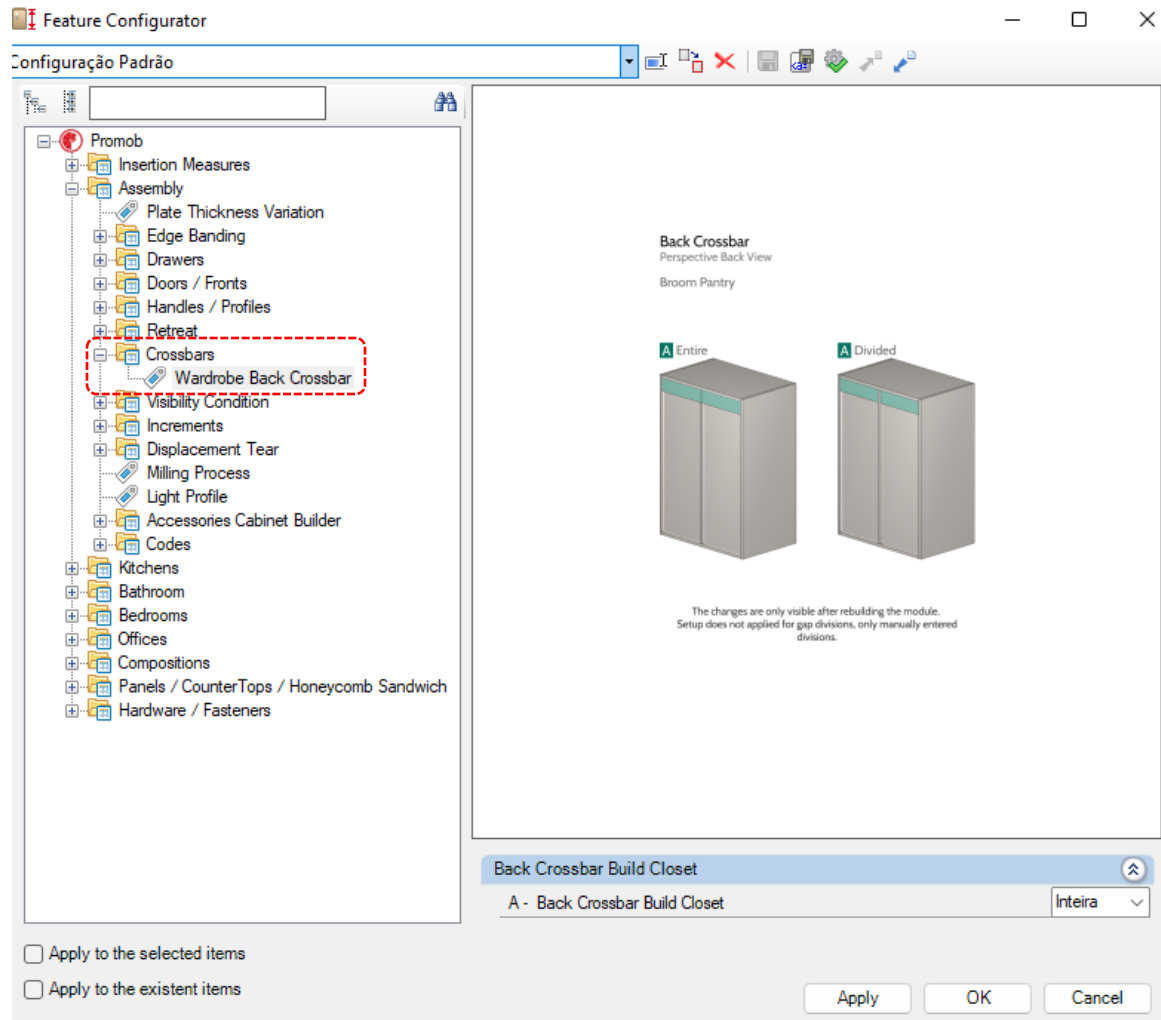 Feature Configurator
Configuração Padrão
Promob
Insertion Measures
Assembly
Plate Thickness Variation
Edge Banding
Drawers
Doors / Fronts
Handles / Profiles
Retreat
Crossbars
Wardrobe Back Crossbar
Visibility Condition
Increments
Displacement Tear
Milling Process
Light Profile
Accessories Cabinet Builder
Codes
Kitchens
Bathroom
Bedrooms
Offices
Compositions
Panels / CounterTops / Honeycomb Sandwich
Hardware / Fasteners
Back Crossbar
Perspective Back View
Broom Pantry
A Entire
A Divided
The changes are only visible after rebuilding the module.
Setup does not applied for gap divisions, only manually entered
divisions.
Back Crossbar Build Closet
A - Back Crossbar Build Closet Inteira
Apply to the selected items
Apply to the existent items
Apply OK Cancel